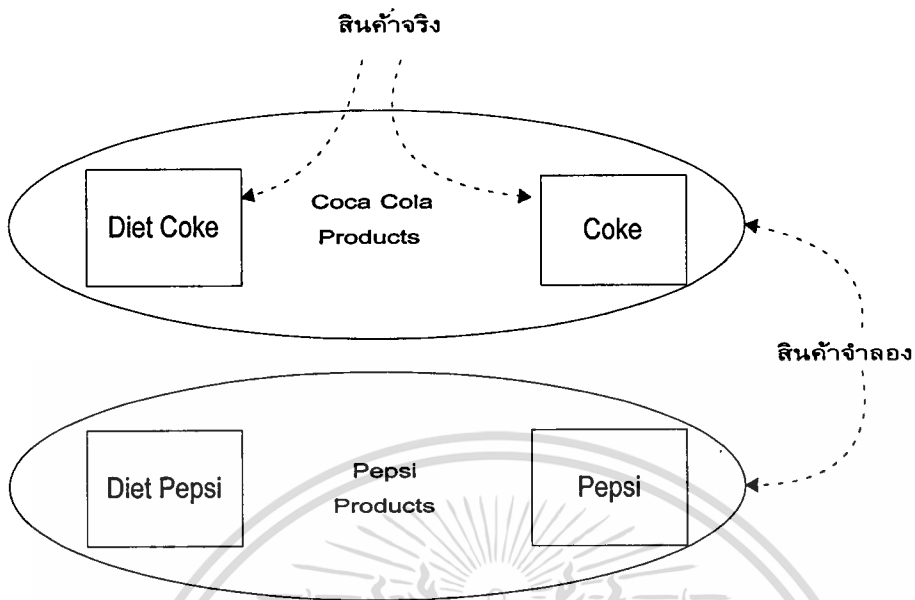 สินค้าจริง
Diet Coke
Coca Cola
Products
Coke
สินค้าจำลอง
Diet Pepsi
Pepsi
Products
Pepsi